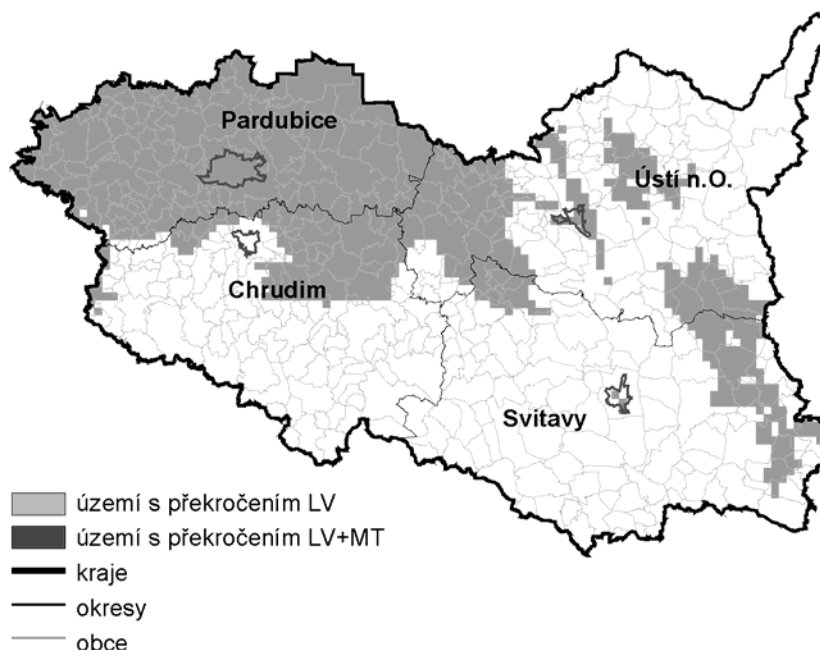 Pardubice
Ústí n.O.
Chrudim
Svitavy
území s překročením LV
území s překročením LV+MT
kraje
okresy
obce